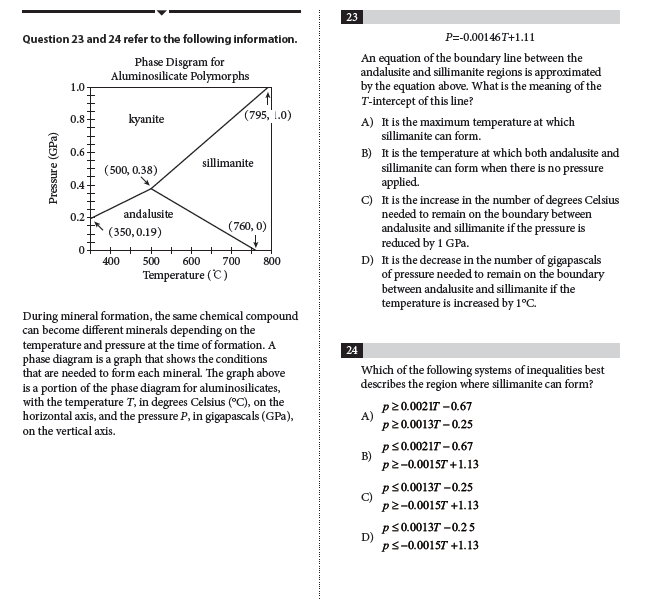 Question 23 and 24 refer to the following information.
Phase Disgram for
Aluminosilicate Polymorphs
1.0
0.8
0.6
0.4
0.2
0
Pressure (GPa)
kyanite
(795, 1.0)
sillimanite
(500, 0.38)
andalusite
(350, 0.19)
(760, 0)
400 500 600 700 800
Temperature (℃)
During mineral formation, the same chemical compound
can become different minerals depending on the
temperature and pressure at the time of formation. A
phase diagram is a graph that shows the conditions
that are needed to form each mineral. The graph above
is a portion of the phase diagram for aluminosilicates,
with the temperature T, in degrees Celsius (°C), on the
horizontal axis, and the pressure P, in gigapascals (GPa),
on the vertical axis.
23
P=-0.00146T+1.11
An equation of the boundary line between the
andalusite and sillimanite regions is approximated
by the equation above. What is the meaning of the
T-intercept of this line?
A) It is the maximum temperature at which
sillimanite can form.
B) It is the temperature at which both andalusite and
sillimanite can form when there is no pressure
applied.
C) It is the increase in the number of degrees Celsius
needed to remain on the boundary between
andalusite and sillimanite if the pressure is
reduced by 1 GPa.
D) It is the decrease in the number of gigapascals
of pressure needed to remain on the boundary
between andalusite and sillimanite if the
temperature is increased by 1°C.
24
Which of the following systems of inequalities best
describes the region where sillimanite can form?
A) p≥0.0021T−0.67
p≥0.0013T−0.25
B) p≤0.0021T−0.67
p≥−0.0015T+1.13
C) p≤0.0013T−0.25
p≥−0.0015T+1.13
D) p≤0.0013T−0.25
p≤−0.0015T+1.13